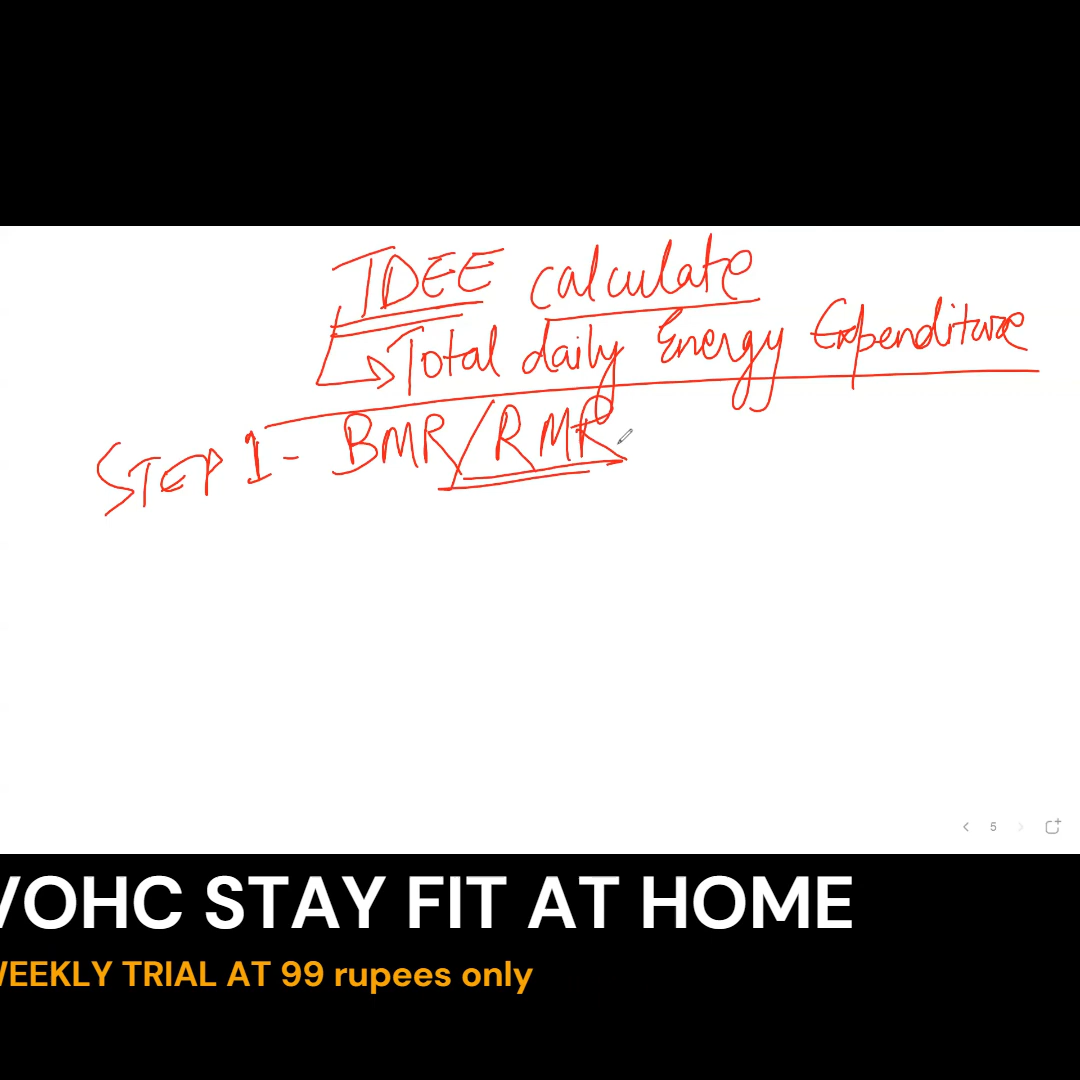 TDEE calculate
Total daily Energy Expenditure
STEP 1- BMR/RMR
5
VOHC STAY FIT AT HOME
WEEKLY TRIAL AT 99 rupees only